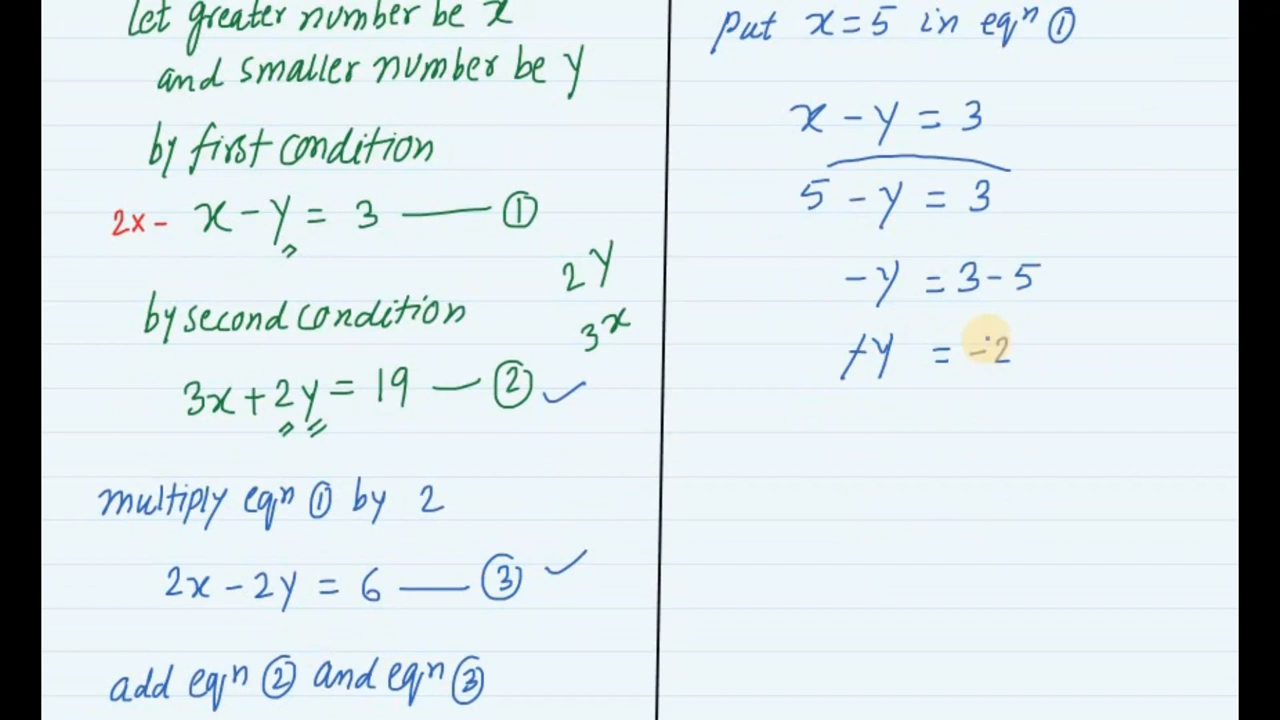 let greater number be x
and smaller number be y
by first condition
2x - x - y = 3 —— ①
2y
by second condition
3x
3x + 2y = 19 — ②
multiply eqⁿ ① by 2
2x - 2y = 6 —— ③
add eqⁿ ② and eqⁿ ③
put x = 5 in eqⁿ ①
x - y = 3
5 - y = 3
-y = 3 - 5
-y = -2